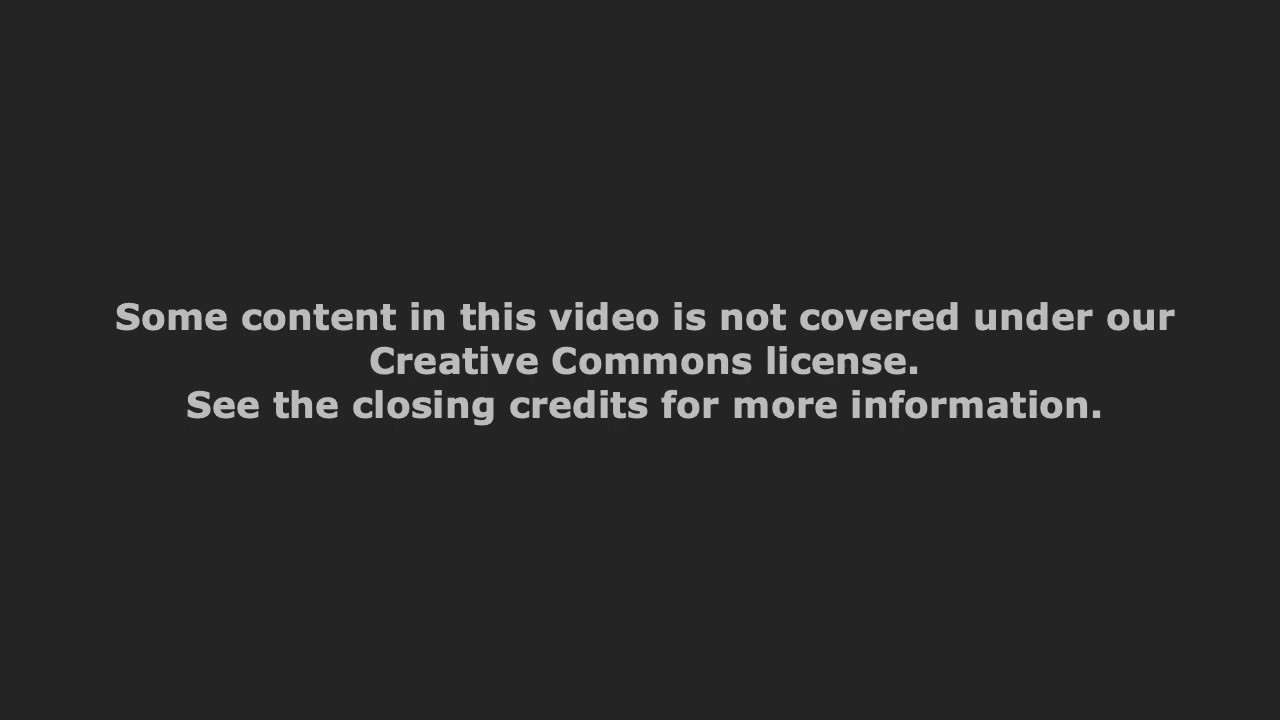 Some content in this video is not covered under our
Creative Commons license.
See the closing credits for more information.